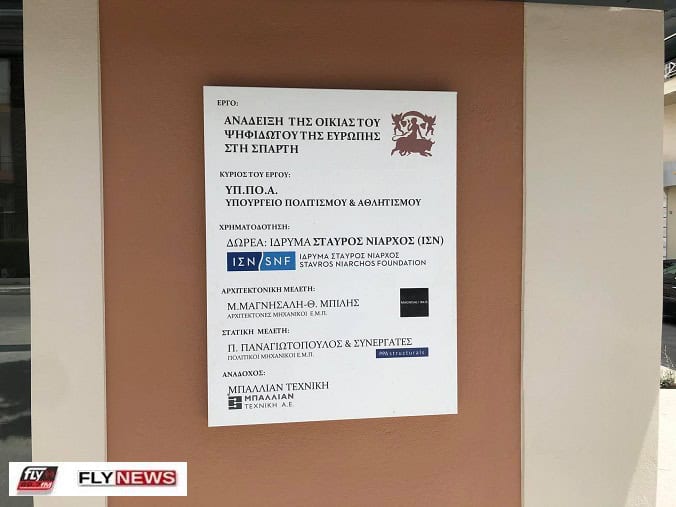 ΕΡΓΟ:
ΑΝΑΔΕΙΞΗ ΤΗΣ ΟΙΚΙΑΣ ΤΟΥ
ΨΗΦΙΔΩΤΟΥ ΤΗΣ ΕΥΡΩΠΗΣ
ΣΤΗ ΣΠΑΡΤΗ
ΚΥΡΙΟΣ ΤΟΥ ΕΡΓΟΥ:
ΥΠ.ΠΟ.Α.
ΥΠΟΥΡΓΕΙΟ ΠΟΛΙΤΙΣΜΟΥ & ΑΘΛΗΤΙΣΜΟΥ
ΧΡΗΜΑΤΟΔΟΤΗΣΗ:
ΔΩΡΕΑ: ΙΔΡΥΜΑ ΣΤΑΥΡΟΣ ΝΙΑΡΧΟΣ (ΙΣΝ)
ΙΣΝ/SNF ΙΔΡΥΜΑ ΣΤΑΥΡΟΣ ΝΙΑΡΧΟΣ
STAVROS NIARCHOS FOUNDATION
ΑΡΧΙΤΕΚΤΟΝΙΚΗ ΜΕΛΕΤΗ:
Μ.ΜΑΓΝΗΣΑΛΗ-Θ. ΜΠΙΛΗΣ
ΑΡΧΙΤΕΚΤΟΝΕΣ ΜΗΧΑΝΙΚΟΙ Ε.Μ.Π.
ΣΤΑΤΙΚΗ ΜΕΛΕΤΗ:
Π. ΠΑΝΑΓΙΩΤΟΠΟΥΛΟΣ & ΣΥΝΕΡΓΑΤΕΣ
ΠΟΛΙΤΙΚΟΙ ΜΗΧΑΝΙΚΟΙ Ε.Μ.Π.
PPAstructurals
ΑΝΑΔΟΧΟΣ:
ΜΠΑΛΛΙΑΝ ΤΕΧΝΙΚΗ
ΜΠΑΛΛΙΑΝ
ΤΕΧΝΙΚΗ Α.Ε.
fly FLYNEWS